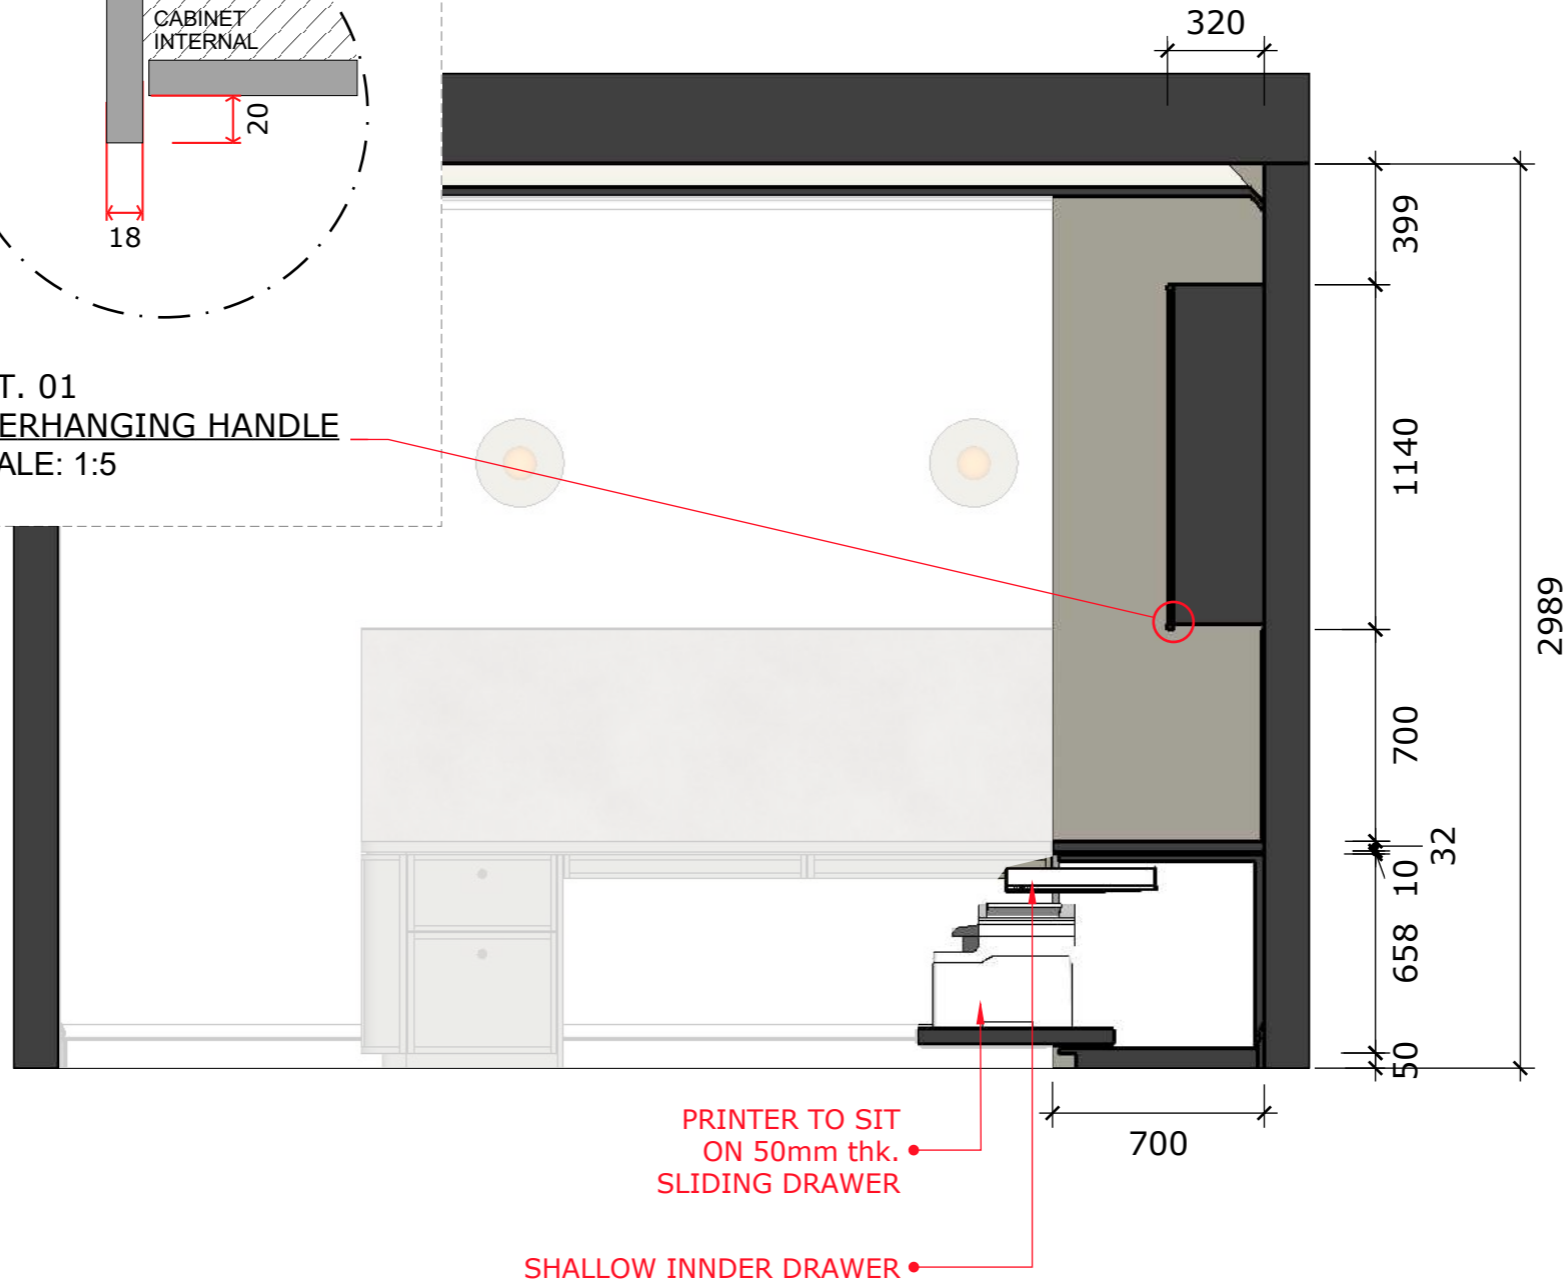 CABINET
INTERNAL
20
18
T. 01
ERHANGING HANDLE
ALE: 1:5
320
399
1140
2989
700
32
10
658
50
700
PRINTER TO SIT
ON 50mm thk.
SLIDING DRAWER
SHALLOW INNDER DRAWER